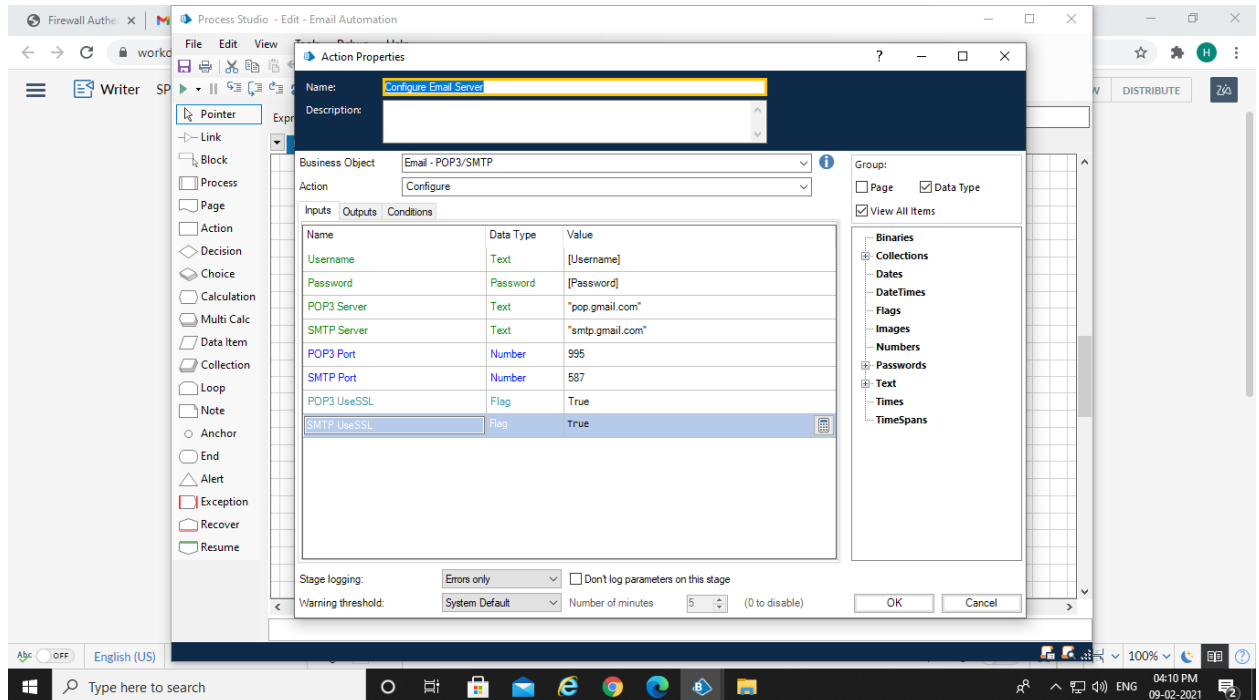 Firewall Authe
Process Studio - Edit - Email Automation
workd
File Edit View
Writer SP
DISTRIBUTE
H
Action Properties
Name: Configure Email Server
Description:
Expr
Pointer
Link
Block
Process
Page
Action
Decision
Choice
Calculation
Multi Calc
Data Item
Collection
Loop
Note
Anchor
End
Alert
Exception
Recover
Resume
Business Object Email - POP3/SMTP
Action Configure
Inputs Outputs Conditions
Name Data Type Value
Username Text [Username]
Password Password [Password]
POP3 Server Text "pop.gmail.com"
SMTP Server Text "smtp.gmail.com"
POP3 Port Number 995
SMTP Port Number 587
POP3 UseSSL Flag True
SMTP UseSSL Flag True
Group:
Page Data Type
View All Items
Binaries
Collections
Dates
DateTimes
Flags
Images
Numbers
Passwords
Text
Times
TimeSpans
Stage logging: Errors only Don't log parameters on this stage
Warning threshold: System Default Number of minutes 5 (0 to disable)
OK Cancel
Abc OFF English (US)
100%
Type here to search
ENG
04:10 PM
09-02-2021